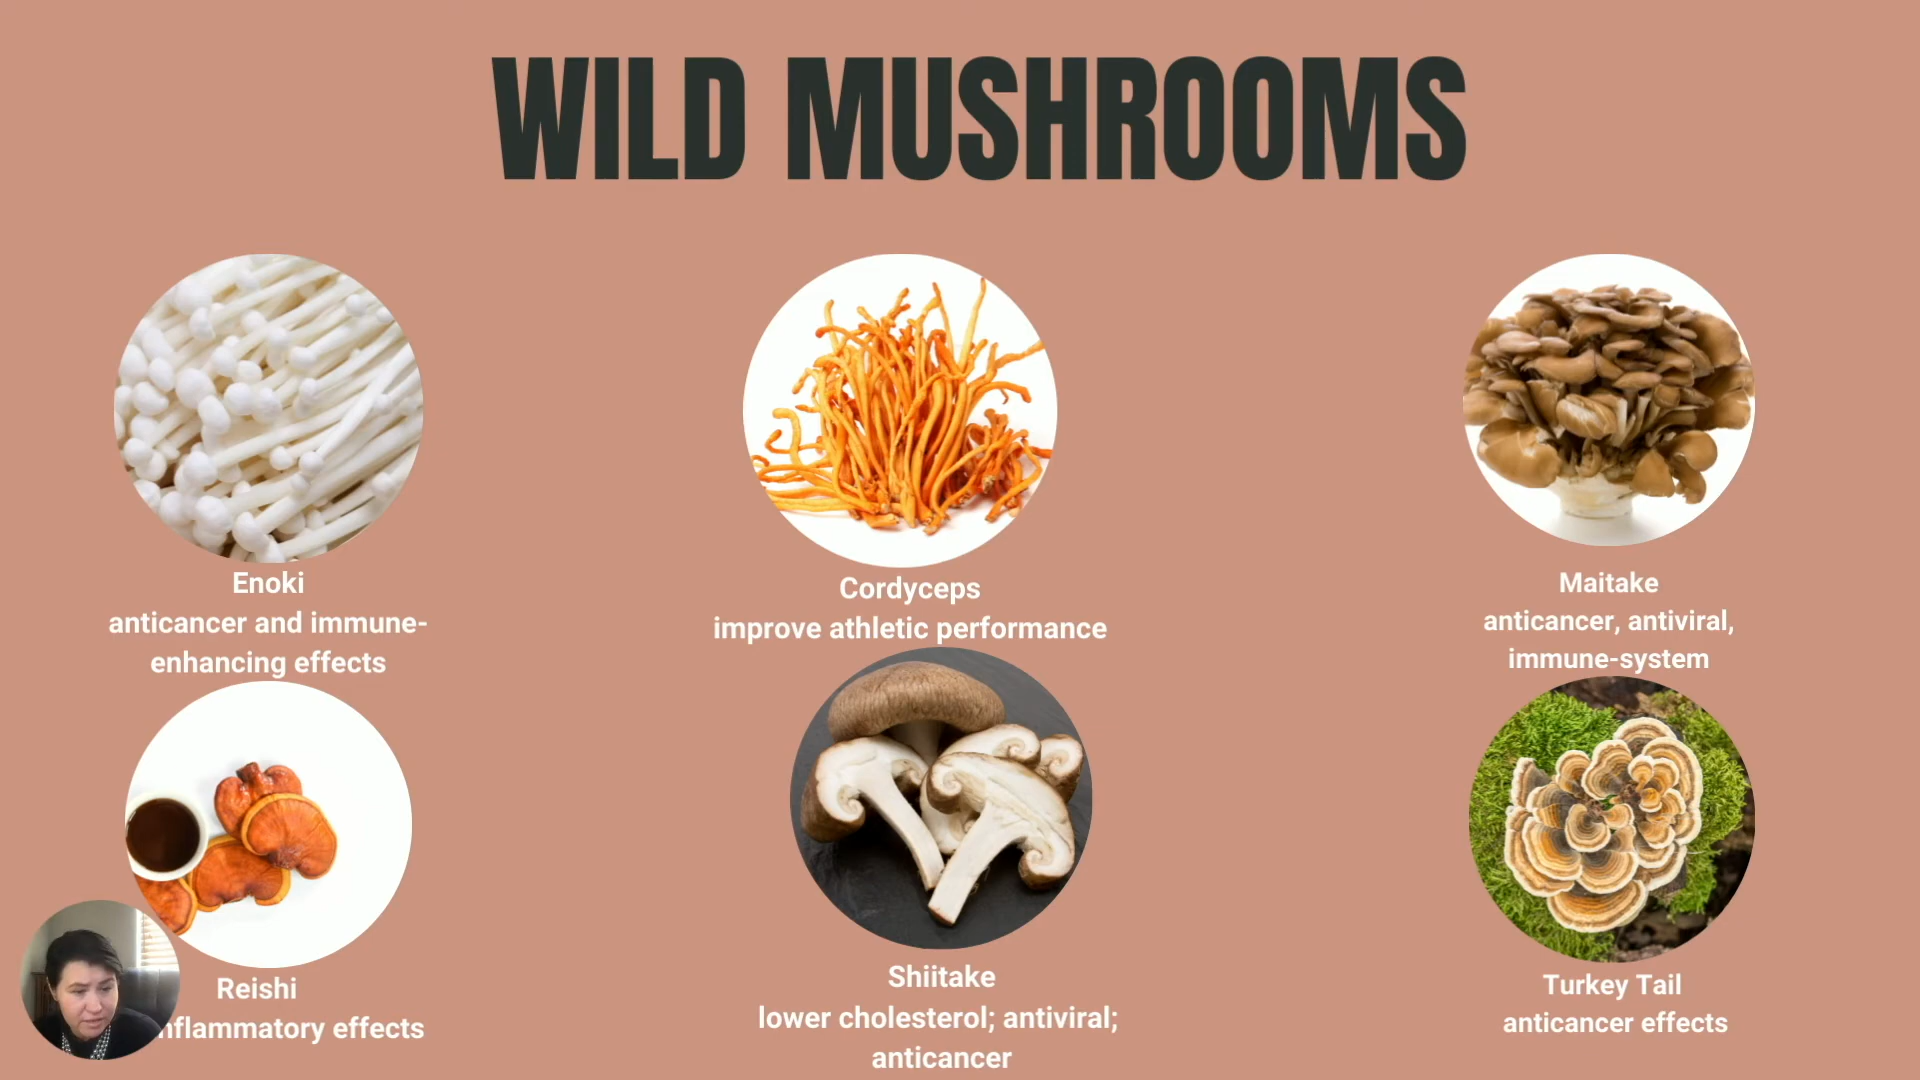 WILD MUSHROOMS
Enoki
anticancer and immune-
enhancing effects
Cordyceps
improve athletic performance
Maitake
anticancer, antiviral,
immune-system
Reishi
effects
Shiitake
lower cholesterol; antiviral;
anticancer
Turkey Tail
anticancer effects